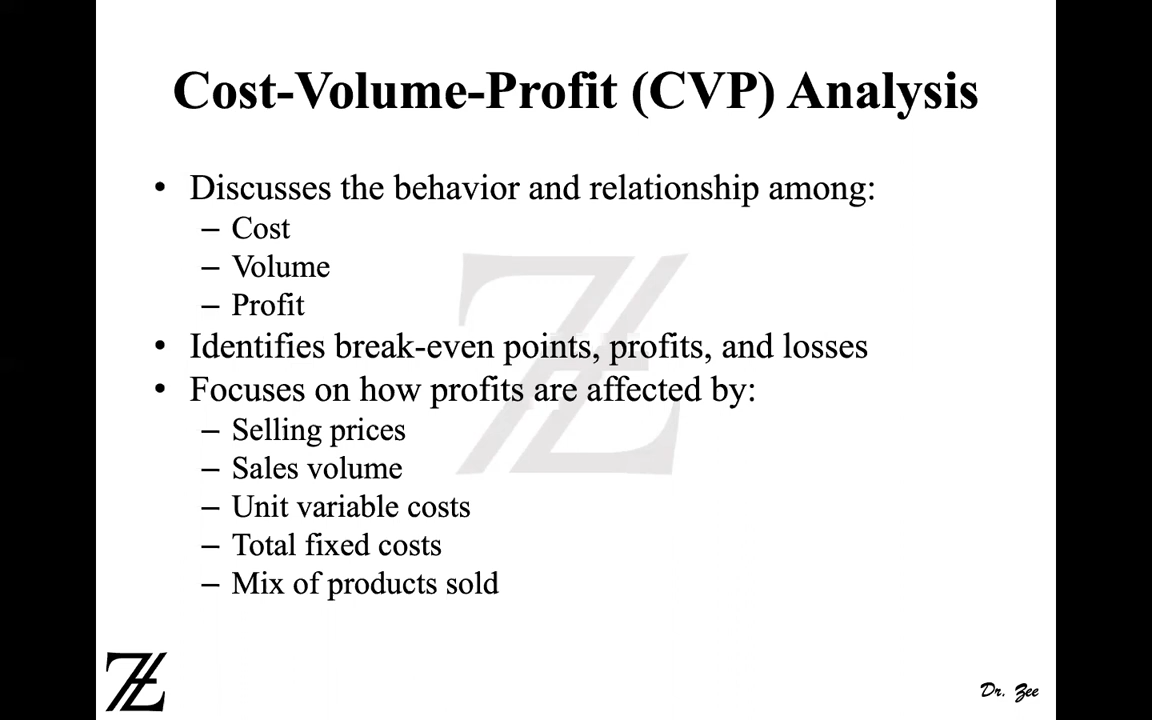 Cost-Volume-Profit (CVP) Analysis
• Discusses the behavior and relationship among:
– Cost
– Volume
– Profit
• Identifies break-even points, profits, and losses
• Focuses on how profits are affected by:
– Selling prices
– Sales volume
– Unit variable costs
– Total fixed costs
– Mix of products sold
Dr. Zee